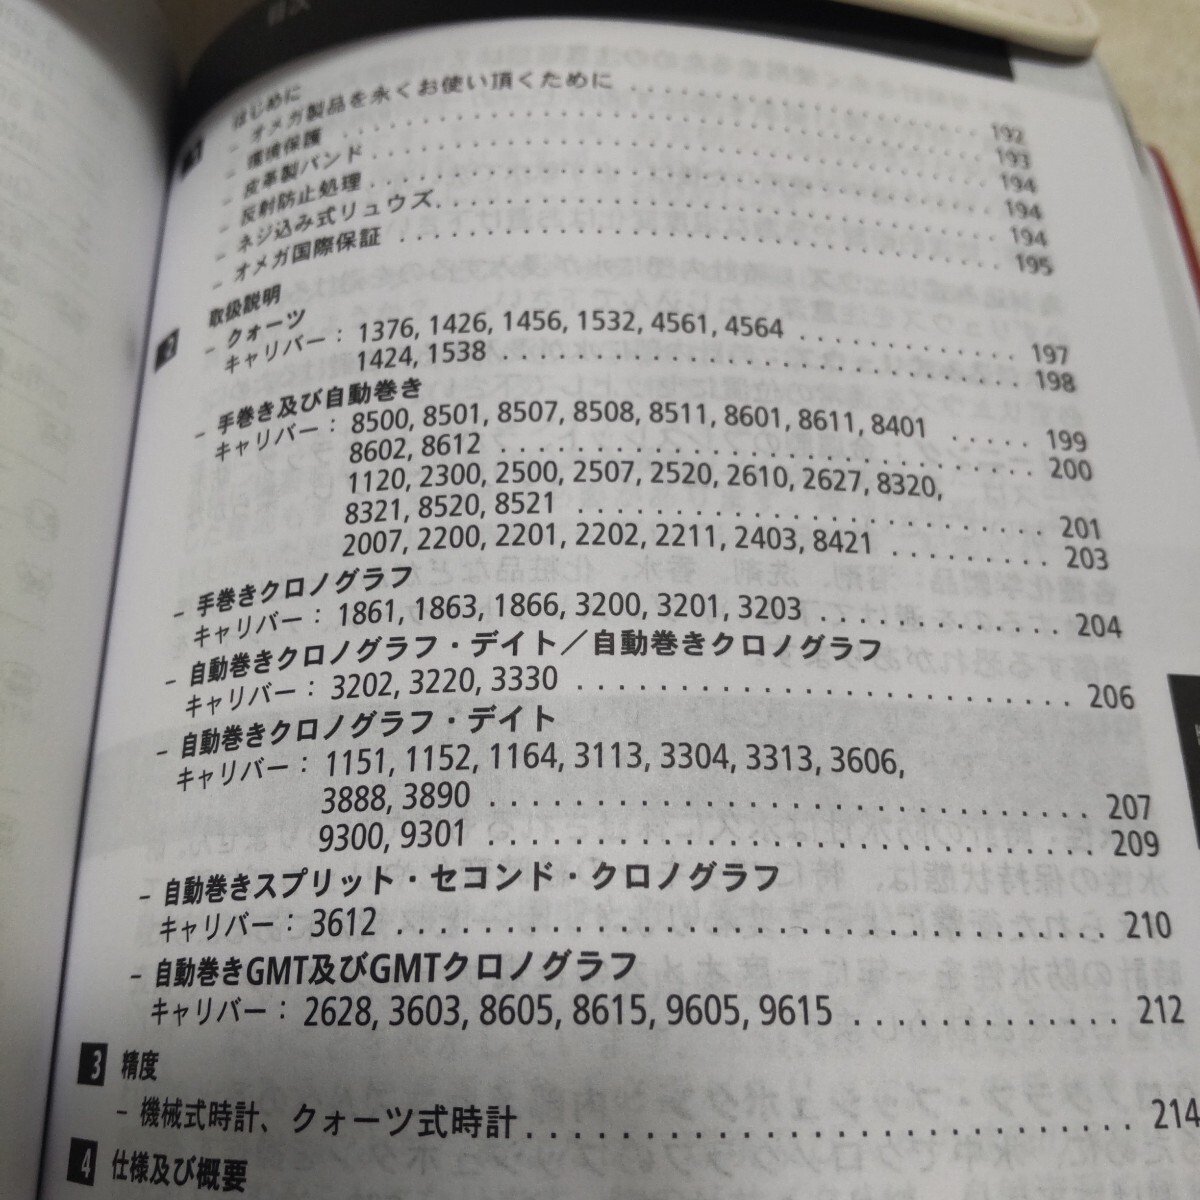 目次
1 はじめに
- オメガ製品を永くお使い頂くために ........ 192
- 環境保護 ........ 193
- 皮革製バンド ........ 194
- 反射防止処理 ........ 194
- ネジ込み式リュウズ ........ 194
- オメガ国際保証 ........ 195
2 取扱説明
- クォーツ
キャリバー： 1376, 1426, 1456, 1532, 4561, 4564 ........ 197
1424, 1538 ........ 198
- 手巻き及び自動巻き
キャリバー： 8500, 8501, 8507, 8508, 8511, 8601, 8611, 8401 ...... 199
8602, 8612 ........ 200
1120, 2300, 2500, 2507, 2520, 2610, 2627, 8320,
8321, 8520, 8521 ........ 201
2007, 2200, 2201, 2202, 2211, 2403, 8421 ........ 203
- 手巻きクロノグラフ
キャリバー： 1861, 1863, 1866, 3200, 3201, 3203 ........ 204
- 自動巻きクロノグラフ・デイト／自動巻きクロノグラフ
キャリバー： 3202, 3220, 3330 ........ 206
- 自動巻きクロノグラフ・デイト
キャリバー： 1151, 1152, 1164, 3113, 3304, 3313, 3606,
3888, 3890 ........ 207
9300, 9301 ........ 209
- 自動巻きスプリット・セコンド・クロノグラフ
キャリバー： 3612 ........ 210
- 自動巻きGMT及びGMTクロノグラフ
キャリバー： 2628, 3603, 8605, 8615, 9605, 9615 ........ 212
3 精度
- 機械式時計、クォーツ式時計 ........ 214
4 仕様及び概要